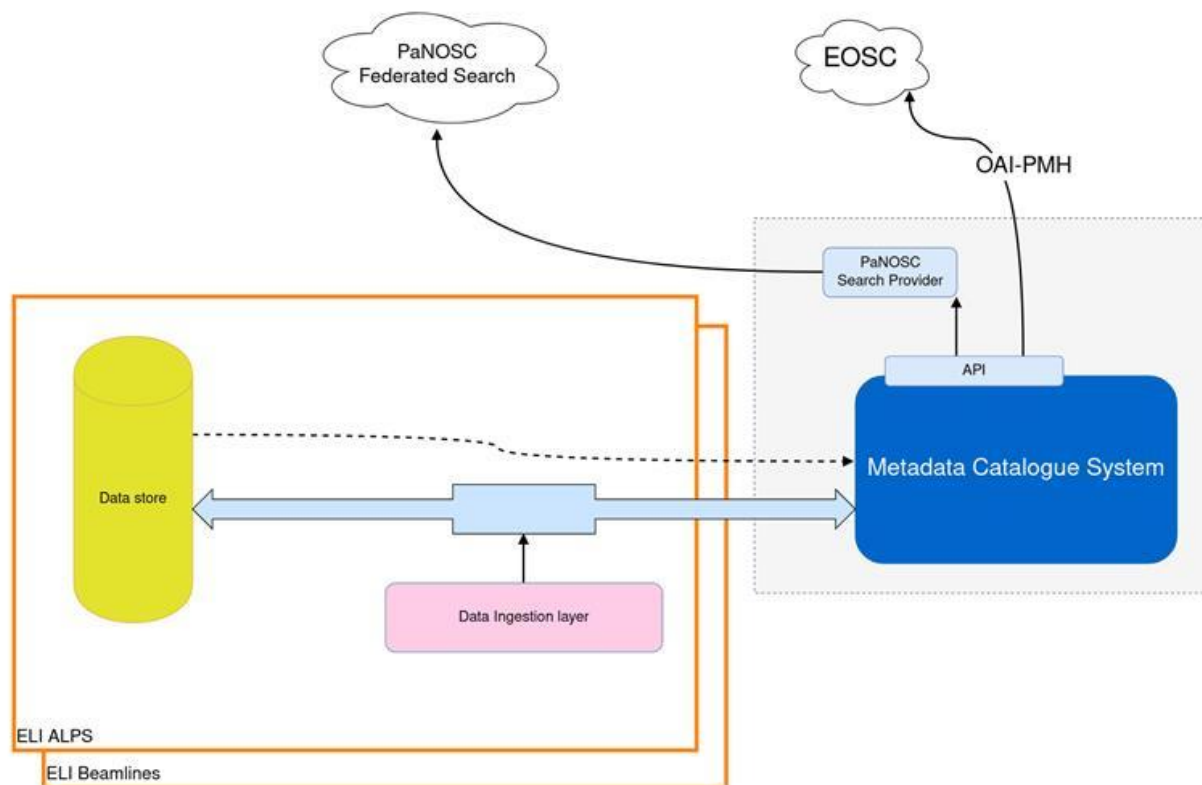 PaNOSC
Federated Search
EOSC
OAI-PMH
PaNOSC
Search Provider
API
Metadata Catalogue System
Data store
Data Ingestion layer
ELI ALPS
ELI Beamlines